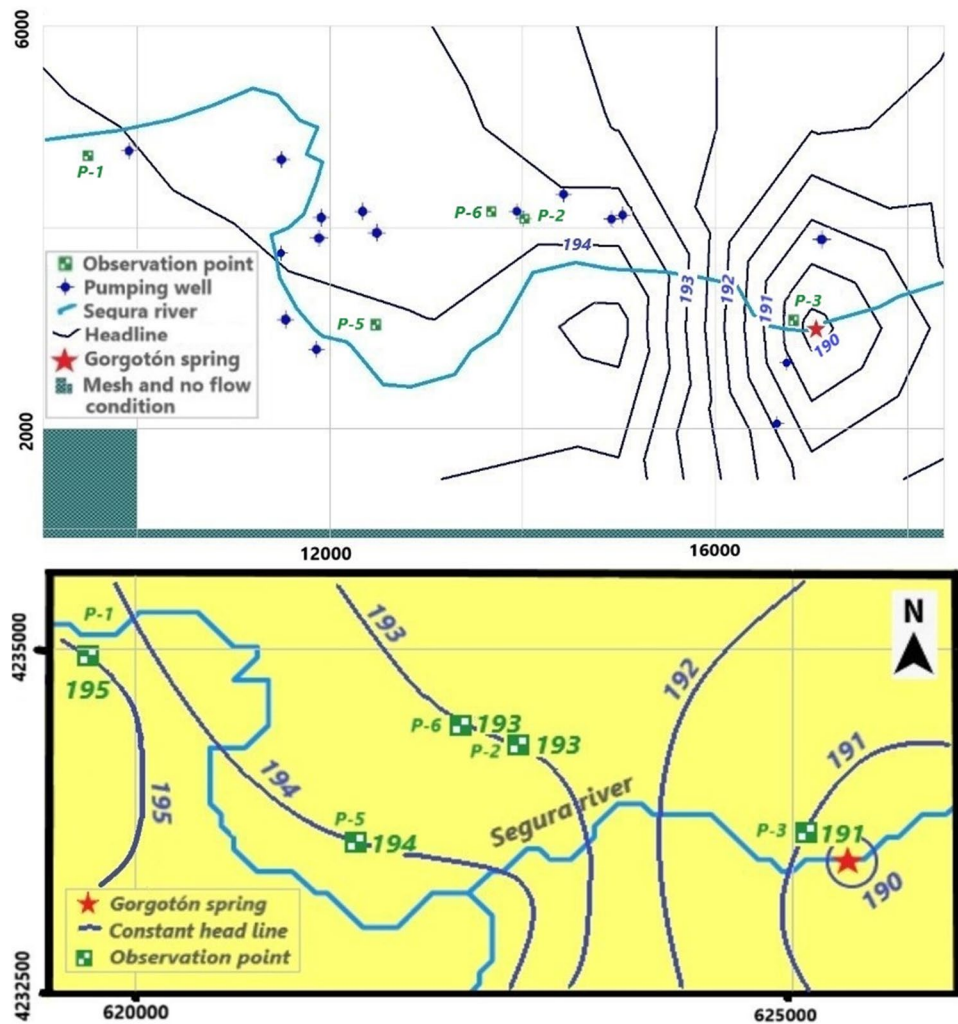 6000
P-1
P-6
P-2
194
193
192
191
P-3
190
P-5
Observation point
Pumping well
Segura river
Headline
Gorgotón spring
Mesh and no flow
condition
2000
12000
16000
N
P-1
193
4235000
195
192
P-6
193
P-2
193
194
191
195
P-5
194
Segura river
P-3
191
190
Gorgotón spring
Constant head line
Observation point
4232500
620000
625000